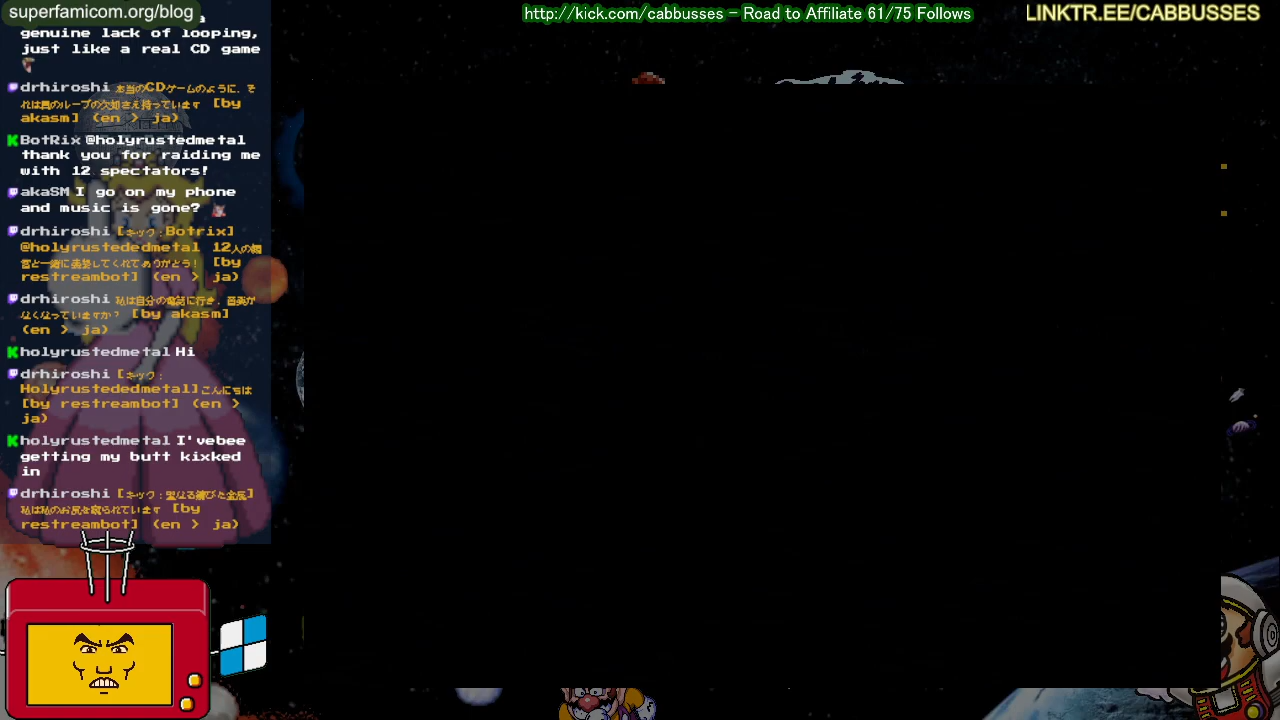 superfamicom.org/blog
http://kick.com/cabbusses - Road to Affiliate 61/75 Follows
LINKTR.EE/CABBUSSES
genuine lack of looping,
just like a real CD game
drhiroshi 本当のCDゲームのように、そ
れは真のループの欠如さえ持っています [by
akasm] (en > ja)
BotRix @holyrustedmetal
thank you for raiding me
with 12 spectators!
akaSM I go on my phone
and music is gone?
drhiroshi [キック:Botrix]
@holyrustededmetal 12人の観
客と一緒に襲撃してくれてありがとう! [by
restreambot] (en > ja)
drhiroshi 私は自分の電話に行き、音楽が
なくなっていますか? [by akasm]
(en > ja)
holyrustedmetal Hi
drhiroshi [キック:
Holyrustededmetal] こんにちは
[by restreambot] (en >
ja)
holyrustedmetal I'vebee
getting my butt kixked
in
drhiroshi [キック:聖なる錆びた金属]
私は私のお尻を蹴られています [by
restreambot] (en > ja)